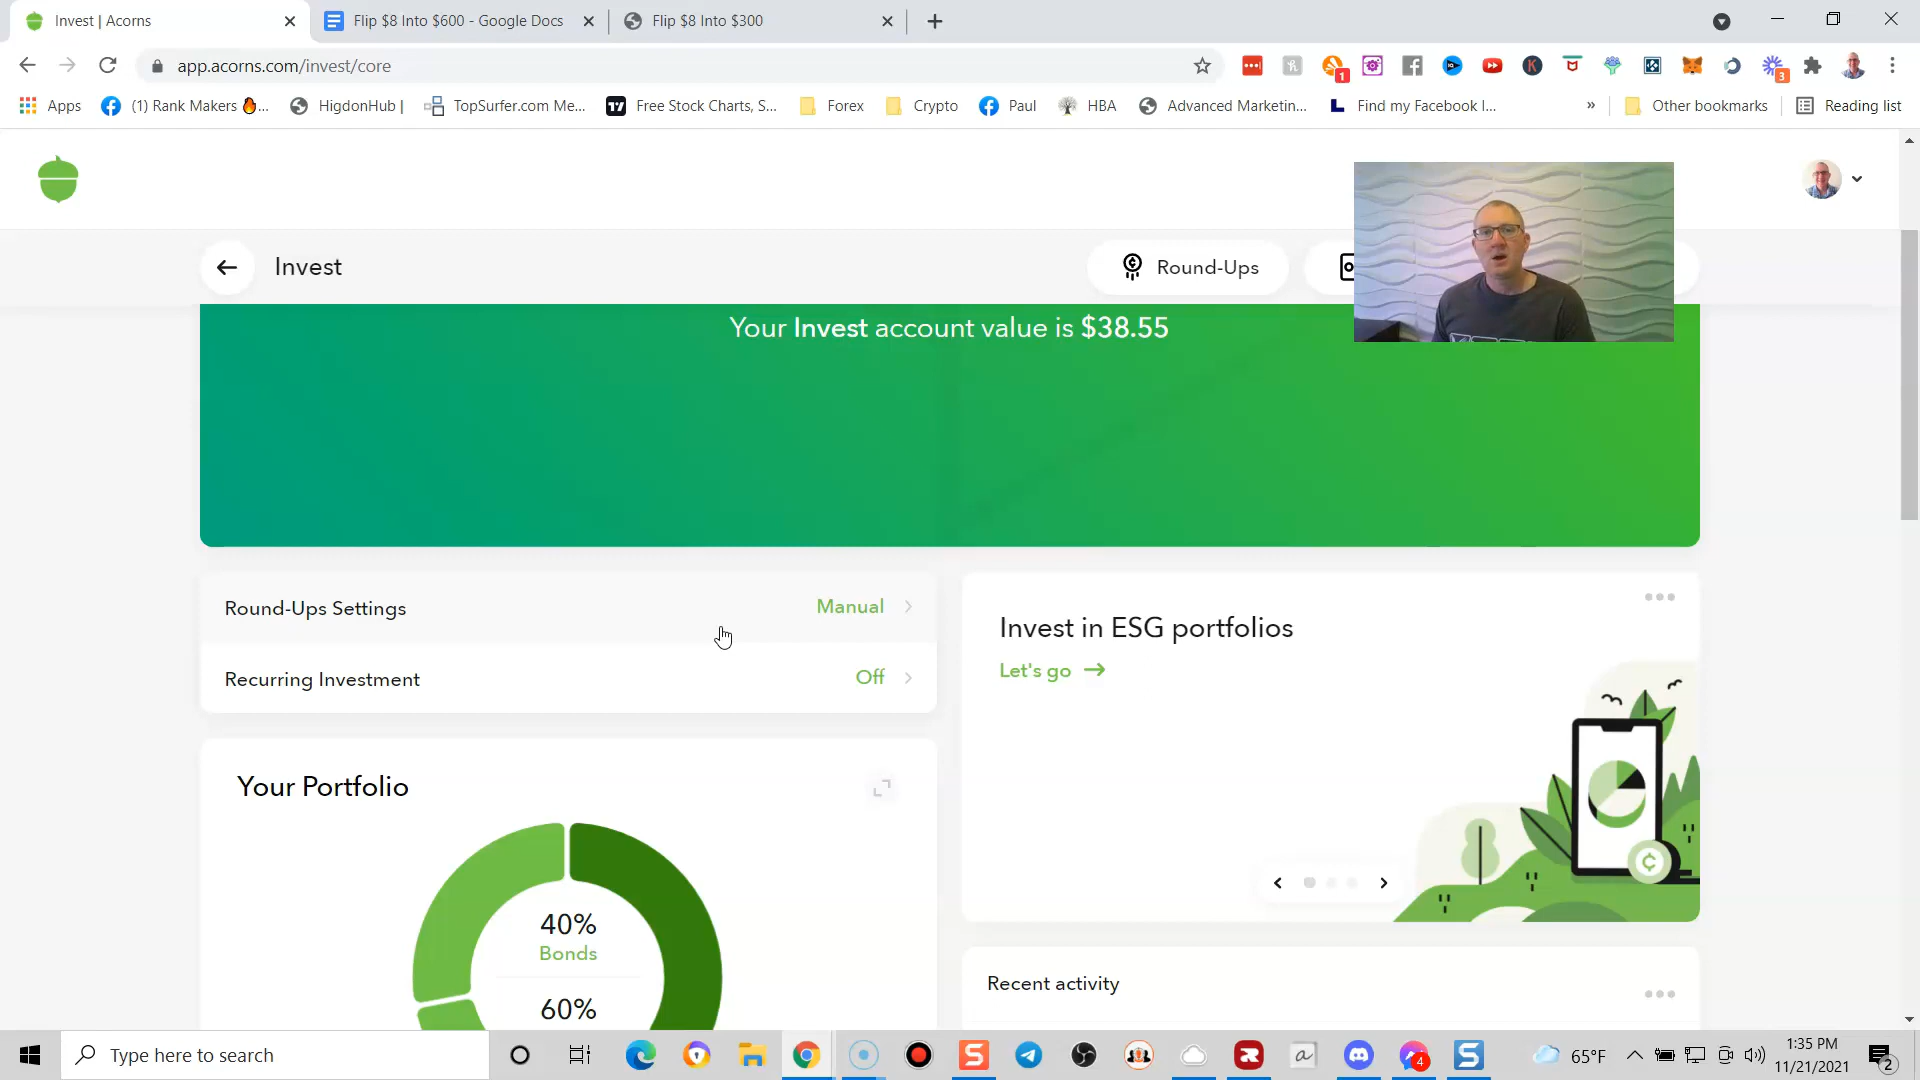 Invest | Acorns
Flip $8 Into $600 - Google Docs
Flip $8 Into $300
app.acorns.com/invest/core
1
3
Apps
(1) Rank Makers 🔥...
HigdonHub |
TopSurfer.com Me...
Free Stock Charts, S...
Forex
Crypto
Paul
HBA
Advanced Marketin...
Find my Facebook I...
»
Other bookmarks
Reading list
Invest
Round-Ups
Your Invest account value is $38.55
Round-Ups Settings
Manual
Recurring Investment
Off
Invest in ESG portfolios
Let's go
Your Portfolio
40%
Bonds
60%
Recent activity
Type here to search
4
65°F
1:35 PM
11/21/2021
2